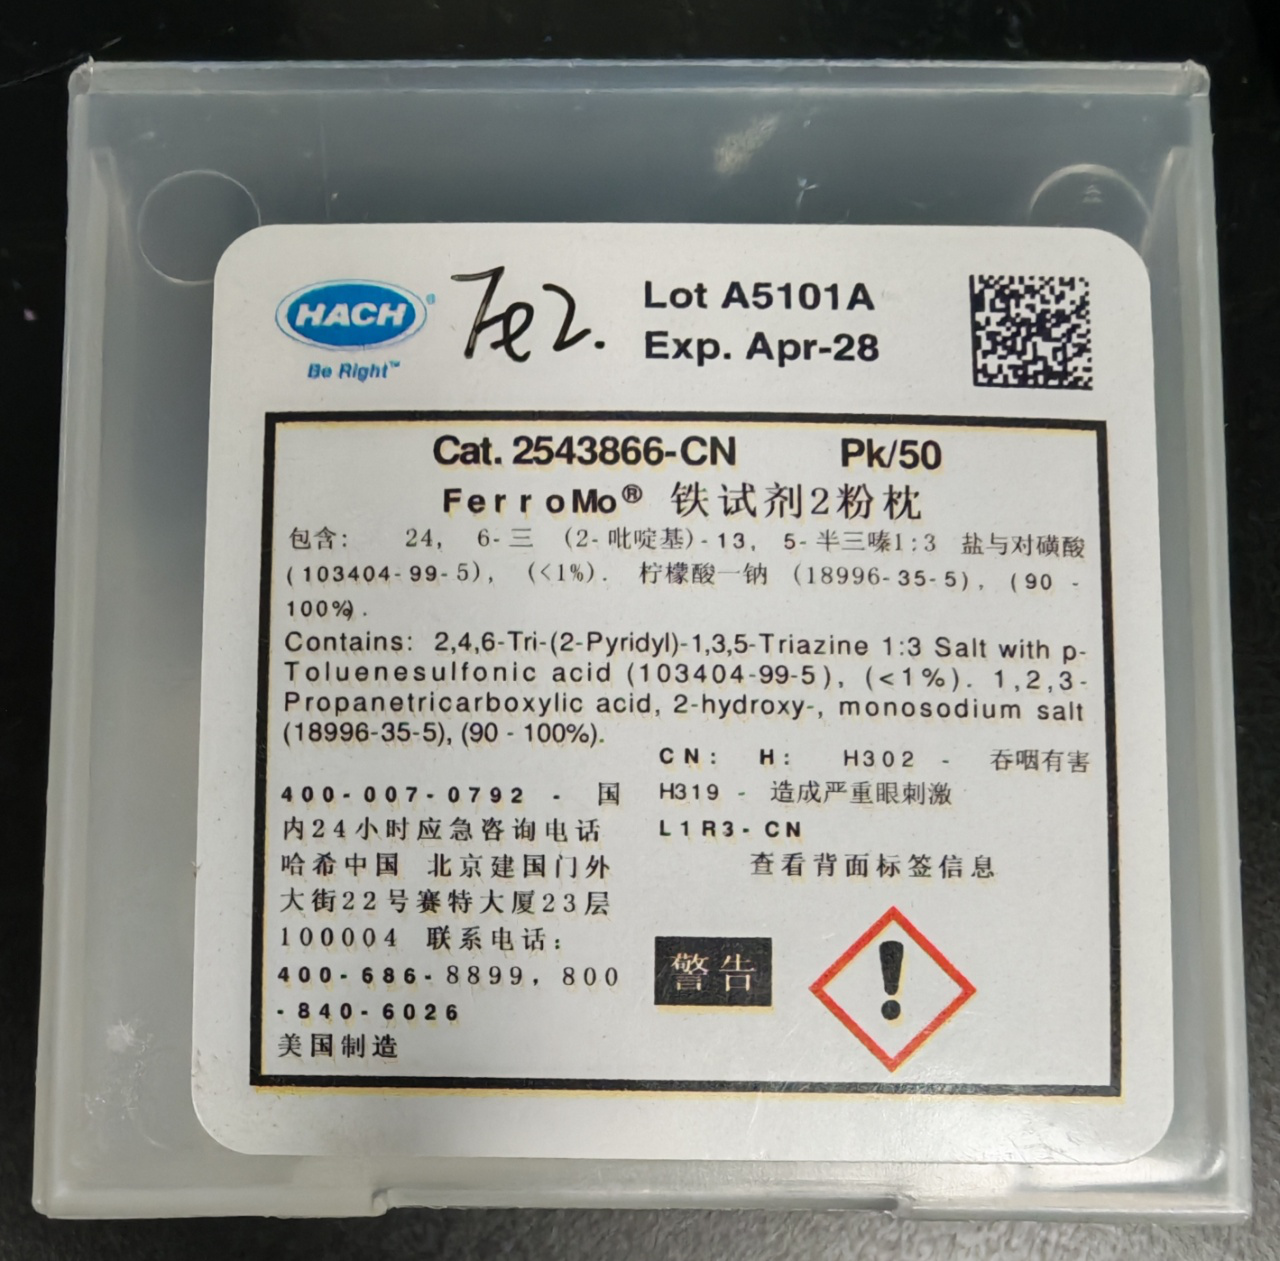 HACH®
Be Right™
Fe2.
Lot A5101A
Exp. Apr-28
Cat. 2543866-CN Pk/50
FerroMo® 铁试剂2粉枕
包含: 24, 6-三 (2-吡啶基)-13, 5-半三嗪1:3 盐与对磺酸
(103404-99-5), (<1%). 柠檬酸一钠 (18996-35-5), (90 -
100%).
Contains: 2,4,6-Tri-(2-Pyridyl)-1,3,5-Triazine 1:3 Salt with p-
Toluenesulfonic acid (103404-99-5), (<1%). 1,2,3-
Propanetricarboxylic acid, 2-hydroxy-, monosodium salt
(18996-35-5), (90 - 100%).
CN: H: H302 - 吞咽有害
H319 - 造成严重眼刺激
L1R3-CN
查看背面标签信息
400-007-0792 - 国
内24小时应急咨询电话
哈希中国 北京建国门外
大街22号赛特大厦23层
100004 联系电话:
400-686-8899, 800
-840-6026
美国制造
警告